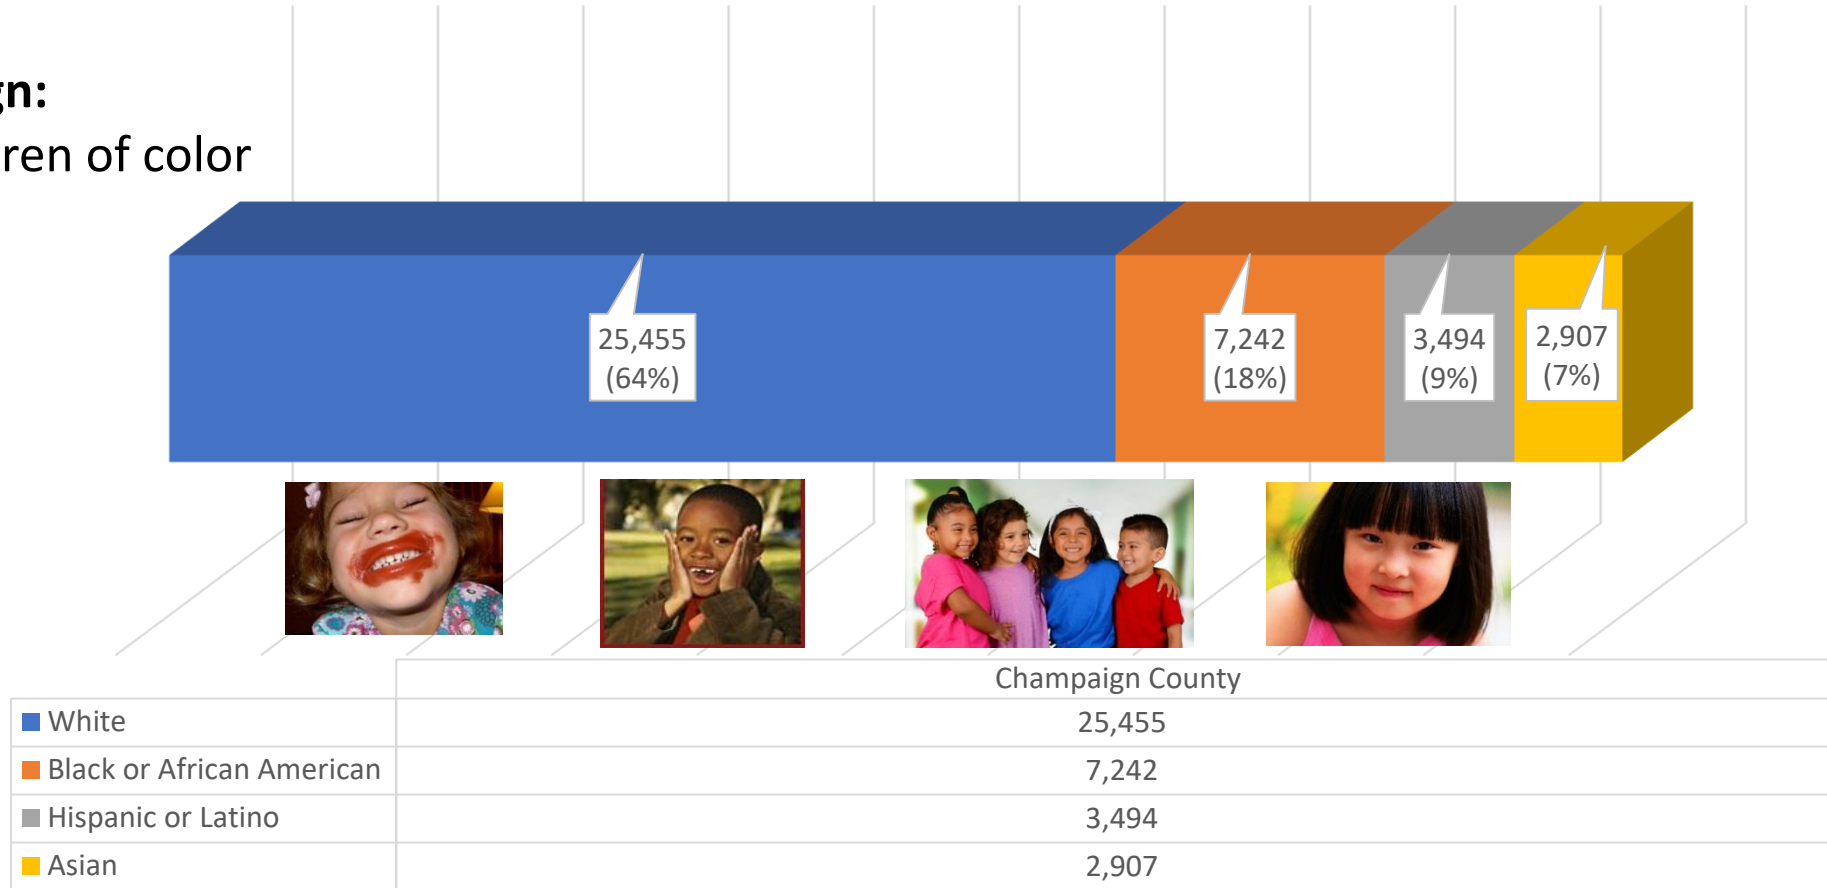 gn:
ren of color
25,455
(64%)
7,242
(18%)
3,494
(9%)
2,907
(7%)
Champaign County
White 25,455
Black or African American 7,242
Hispanic or Latino 3,494
Asian 2,907